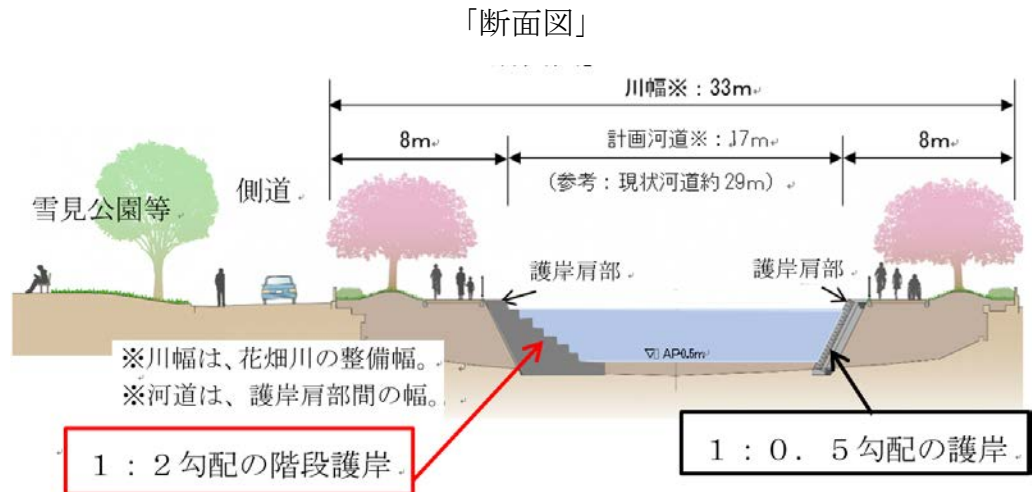 「断面図」
川幅※：33m
8m
計画河道※：17m
8m
(参考：現状河道約29m)
雪見公園等
側道
護岸肩部
護岸肩部
AP0.5m
※川幅は、花畑川の整備幅。
※河道は、護岸肩部間の幅。
１：２勾配の階段護岸
１：０．５勾配の護岸